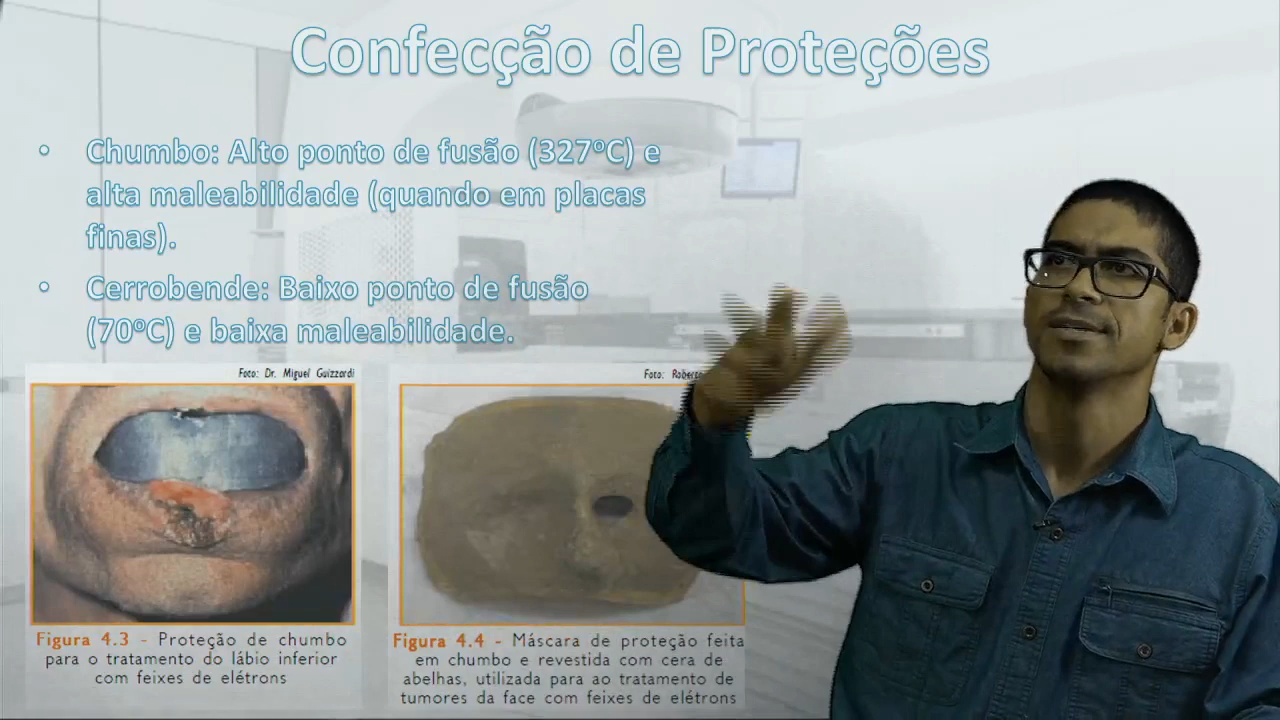 Confecção de Proteções
• Chumbo: Alto ponto de fusão (327ºC) e
alta maleabilidade (quando em placas
finas).
• Cerrobende: Baixo ponto de fusão
(70ºC) e baixa maleabilidade.
Foto: Dr. Miguel Guizzardi
Figura 4.3 - Proteção de chumbo
para o tratamento do lábio inferior
com feixes de elétrons
Foto:
Figura 4.4 - Máscara de proteção feita
em chumbo e revestida com cera de
abelhas, utilizada para ao tratamento de
tumores da face com feixes de elétrons